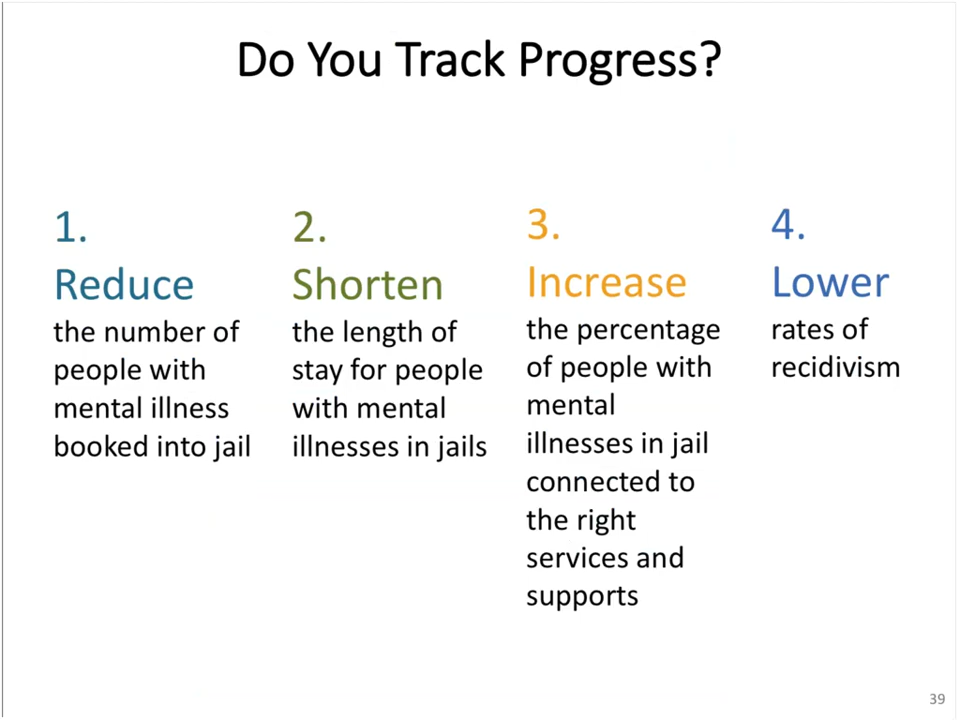 Do You Track Progress?
1.
Reduce
the number of
people with
mental illness
booked into jail
2.
Shorten
the length of
stay for people
with mental
illnesses in jails
3.
Increase
the percentage
of people with
mental
illnesses in jail
connected to
the right
services and
supports
4.
Lower
rates of
recidivism
39